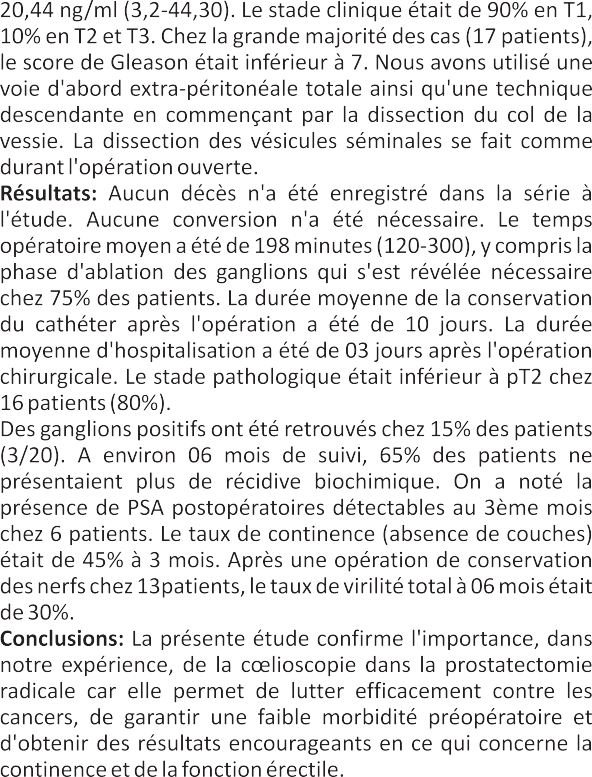 20,44 ng/ml (3,2-44,30). Le stade clinique était de 90% en T1,
10% en T2 et T3. Chez la grande majorité des cas (17 patients),
le score de Gleason était inférieur à 7. Nous avons utilisé une
voie d'abord extra-péritonéale totale ainsi qu'une technique
descendante en commençant par la dissection du col de la
vessie. La dissection des vésicules séminales se fait comme
durant l'opération ouverte.
Résultats: Aucun décès n'a été enregistré dans la série à
l'étude. Aucune conversion n'a été nécessaire. Le temps
opératoire moyen a été de 198 minutes (120-300), y compris la
phase d'ablation des ganglions qui s'est révélée nécessaire
chez 75% des patients. La durée moyenne de la conservation
du cathéter après l'opération a été de 10 jours. La durée
moyenne d'hospitalisation a été de 03 jours après l'opération
chirurgicale. Le stade pathologique était inférieur à pT2 chez
16 patients (80%).
Des ganglions positifs ont été retrouvés chez 15% des patients
(3/20). A environ 06 mois de suivi, 65% des patients ne
présentaient plus de récidive biochimique. On a noté la
présence de PSA postopératoires détectables au 3ème mois
chez 6 patients. Le taux de continence (absence de couches)
était de 45% à 3 mois. Après une opération de conservation
des nerfs chez 13patients, le taux de virilité total à 06 mois était
de 30%.
Conclusions: La présente étude confirme l'importance, dans
notre expérience, de la cœlioscopie dans la prostatectomie
radicale car elle permet de lutter efficacement contre les
cancers, de garantir une faible morbidité préopératoire et
d'obtenir des résultats encourageants en ce qui concerne la
continence et de la fonction érectile.